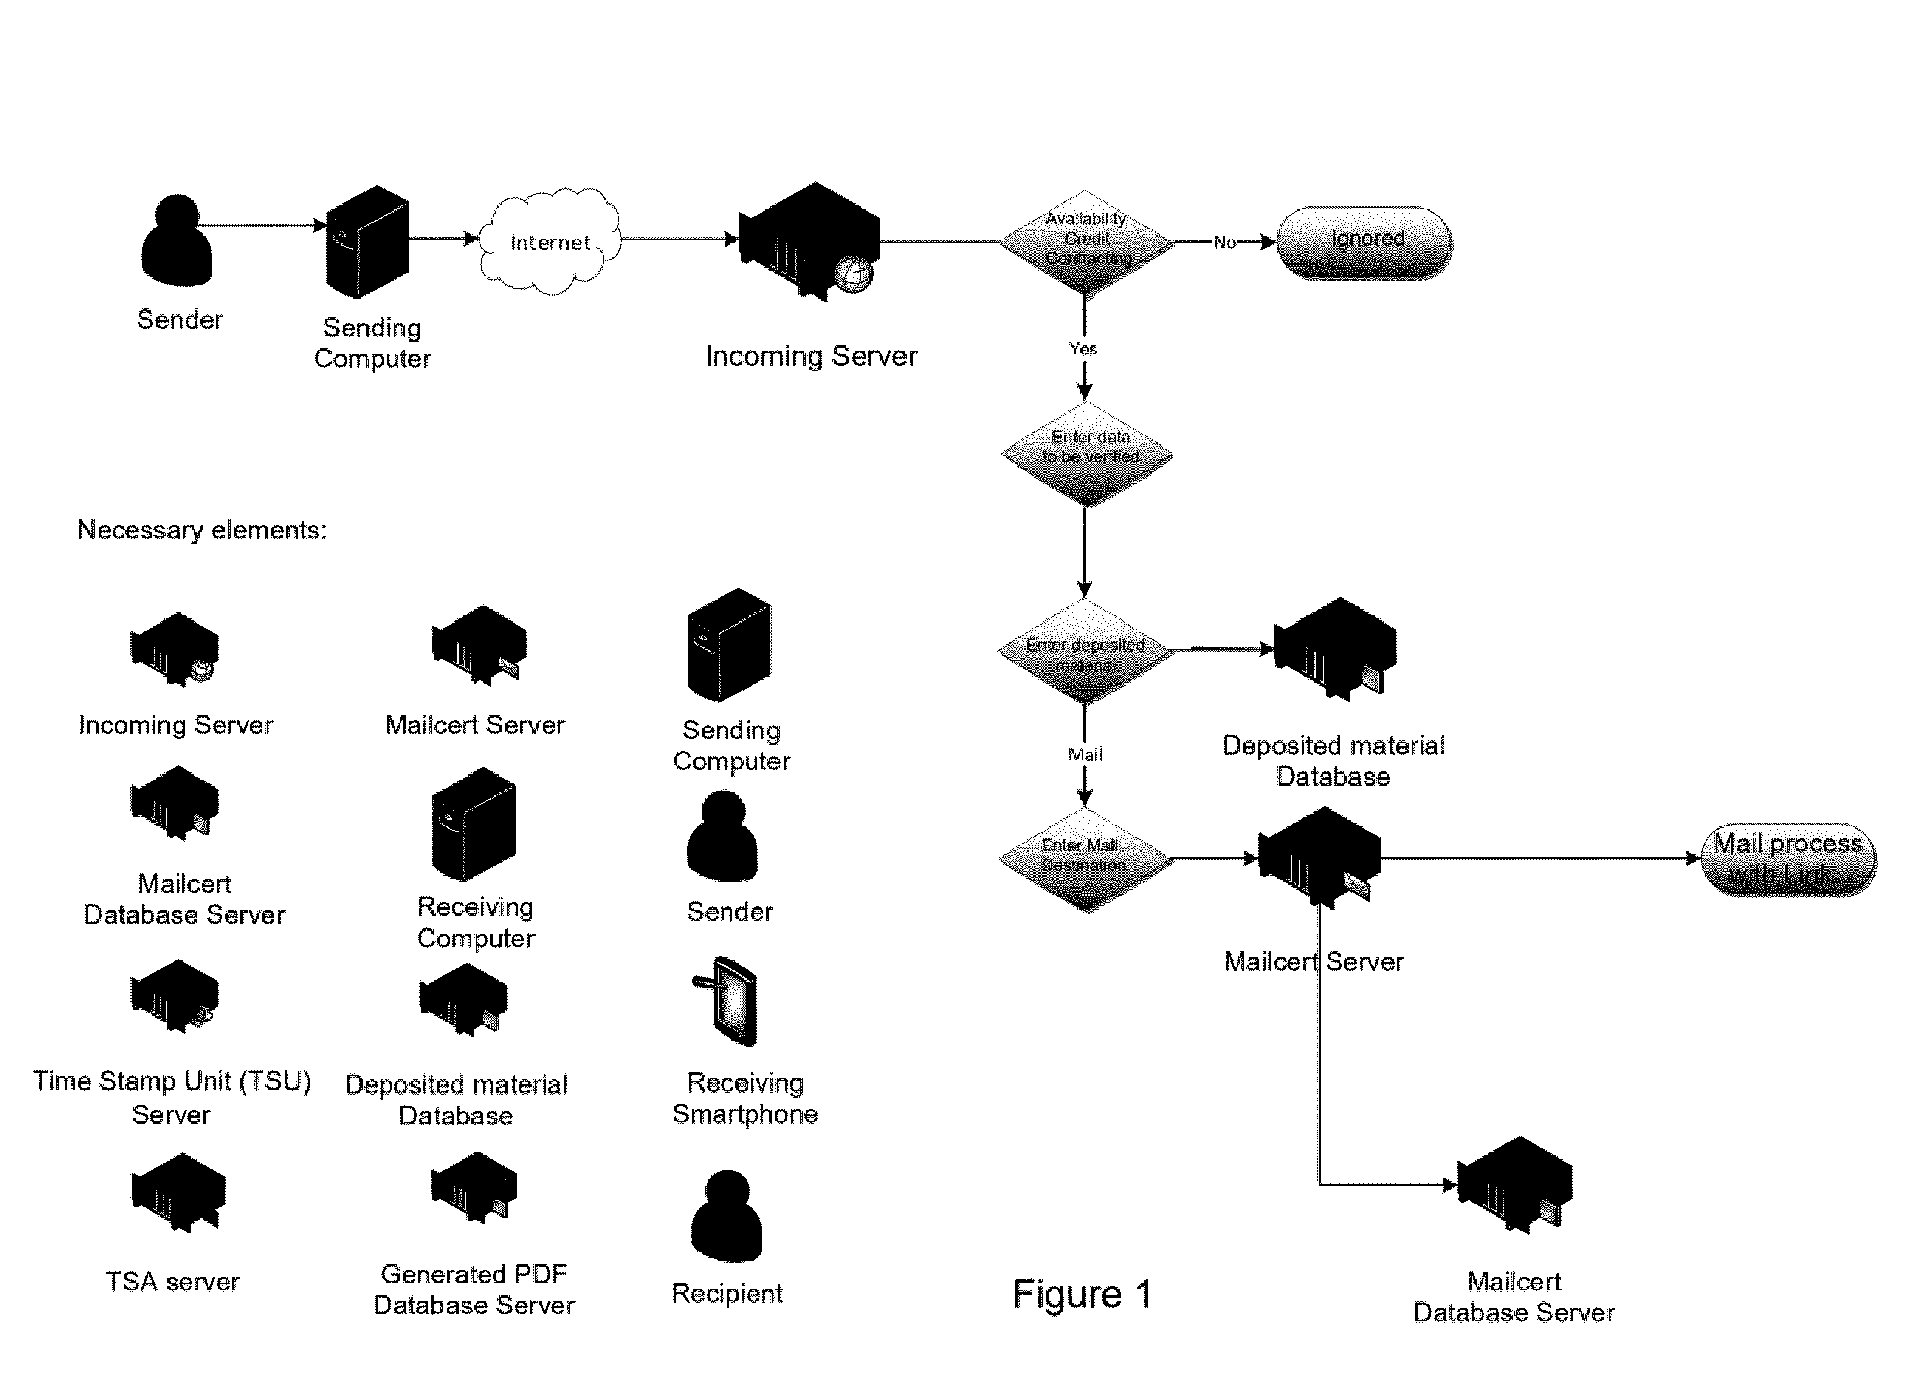 Sender
Sending
Computer
Internet
Incoming Server
Availability
Credit
Contracting
No
Ignored
Yes
Enter data
to be verified
Enter deposited
material
Deposited material
Database
Mail
Enter Mail
Destination
Mailcert Server
Mail process
with Link
Mailcert
Database Server
Necessary elements:
Incoming Server
Mailcert Server
Sending
Computer
Mailcert
Database Server
Receiving
Computer
Sender
Time Stamp Unit (TSU)
Server
Deposited material
Database
Receiving
Smartphone
TSA server
Generated PDF
Database Server
Recipient
Figure 1